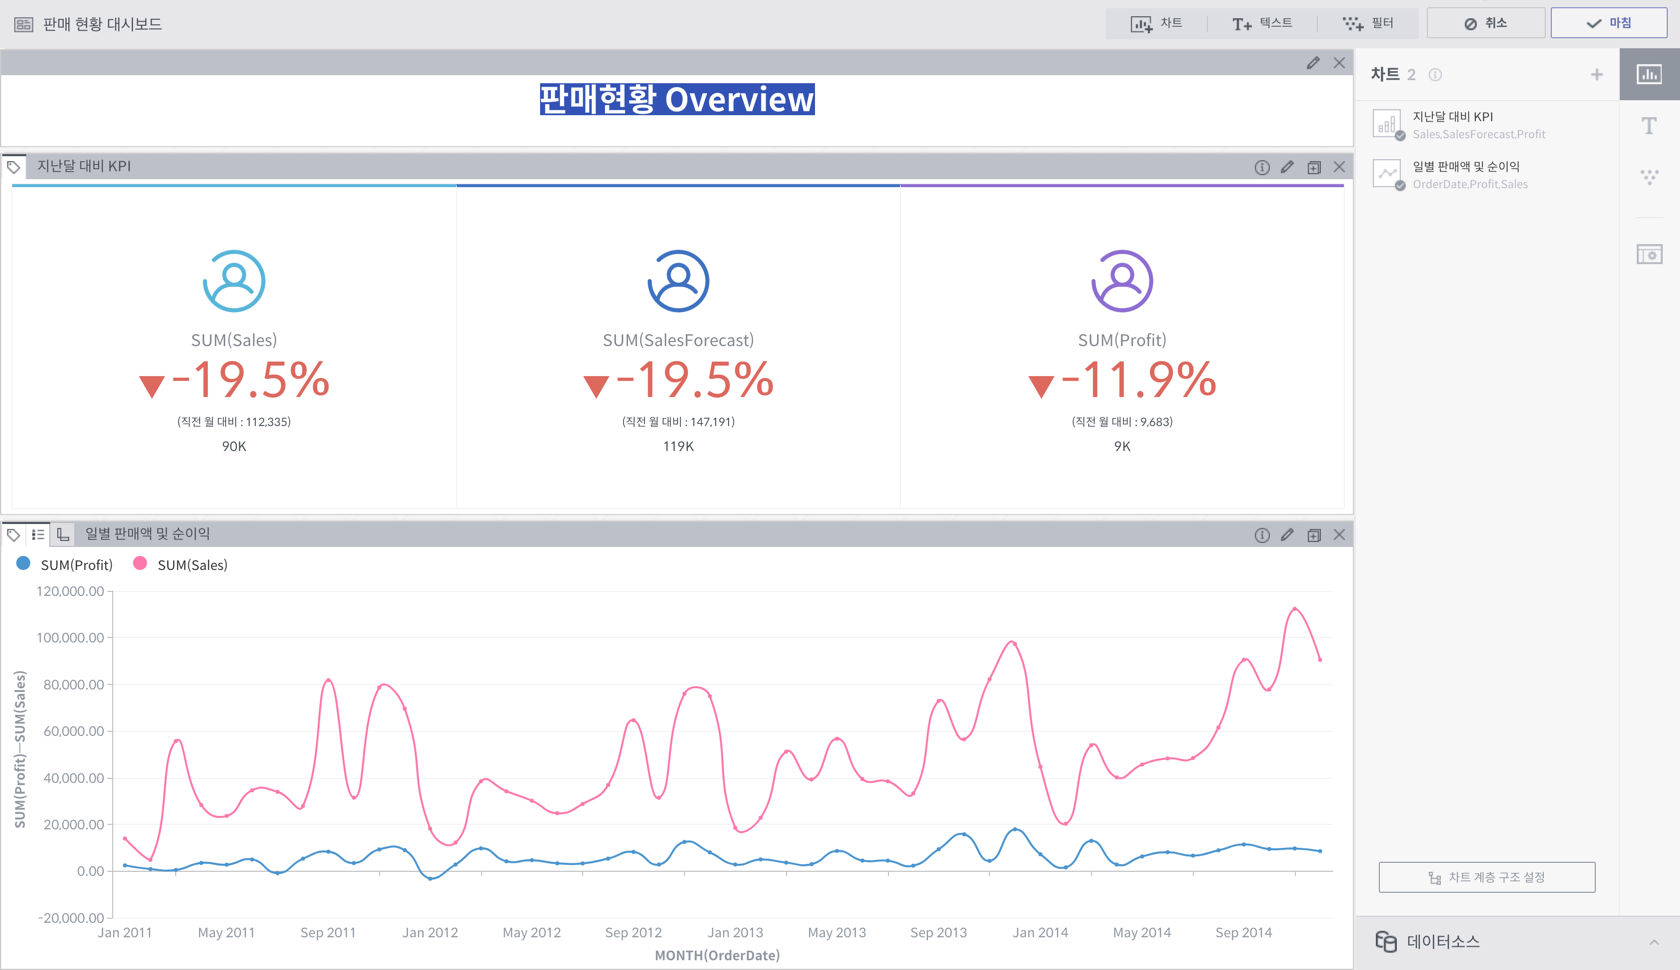 판매 현황 대시보드
차트
텍스트
필터
취소
마침
판매현황 Overview
지난달 대비 KPI
SUM(Sales)
▼-19.5%
(직전 월 대비 : 112,335)
90K
SUM(SalesForecast)
▼-19.5%
(직전 월 대비 : 147,191)
119K
SUM(Profit)
▼-11.9%
(직전 월 대비 : 9,683)
9K
일별 판매액 및 순이익
SUM(Profit) SUM(Sales)
120,000.00
100,000.00
80,000.00
60,000.00
40,000.00
20,000.00
0.00
-20,000.00
SUM(Profit)—SUM(Sales)
Jan 2011 May 2011 Sep 2011 Jan 2012 May 2012 Sep 2012 Jan 2013 May 2013 Sep 2013 Jan 2014 May 2014 Sep 2014
MONTH(OrderDate)
차트 2
지난달 대비 KPI
Sales,SalesForecast,Profit
일별 판매액 및 순이익
OrderDate,Profit,Sales
차트 계층 구조 설정
데이터소스